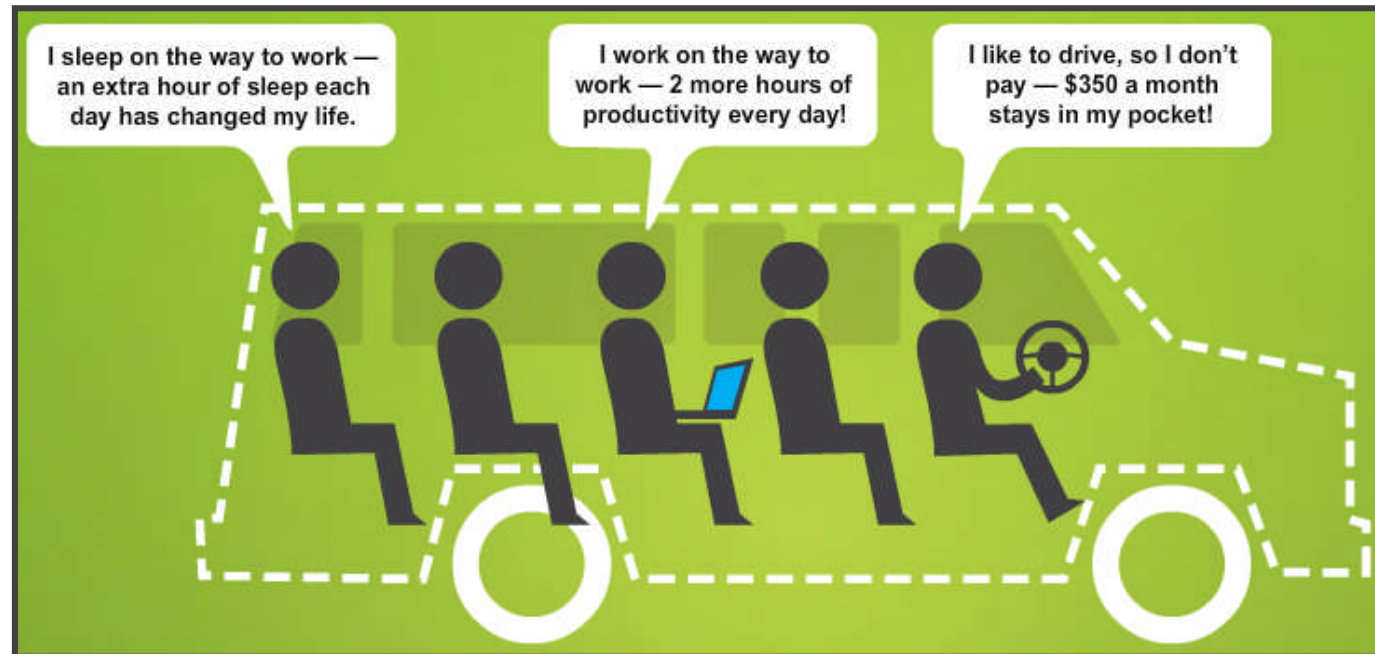 I sleep on the way to work —
an extra hour of sleep each
day has changed my life.
I work on the way to
work — 2 more hours of
productivity every day!
I like to drive, so I don’t
pay — $350 a month
stays in my pocket!